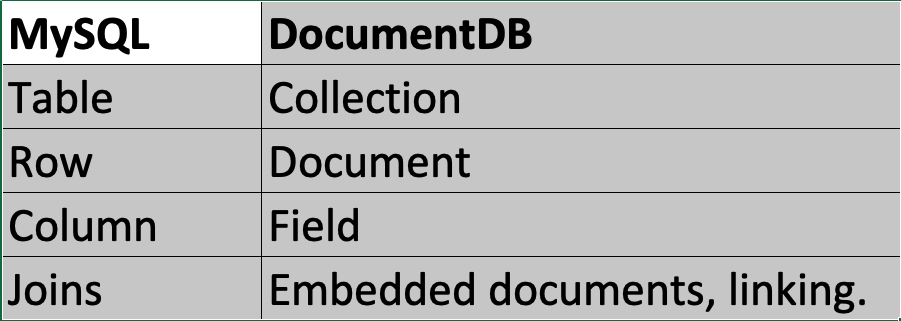 MySQL DocumentDB
Table Collection
Row Document
Column Field
Joins Embedded documents, linking.